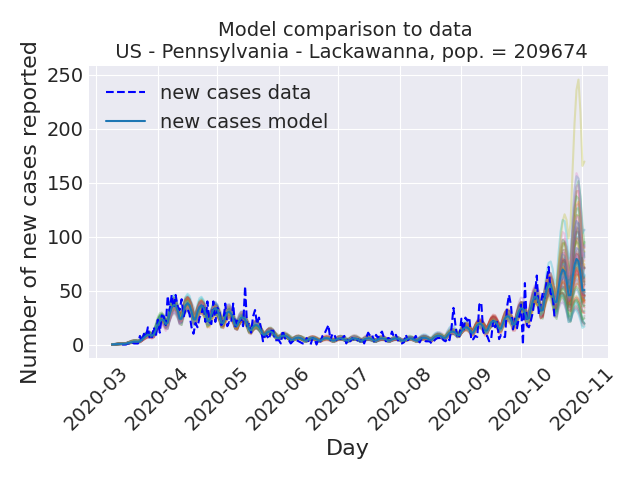 Model comparison to data
US - Pennsylvania - Lackawanna, pop. = 209674
Number of new cases reported
250
200
150
100
50
0
new cases data
new cases model
2020-03
2020-04
2020-05
2020-06
2020-07
2020-08
2020-09
2020-10
2020-11
Day